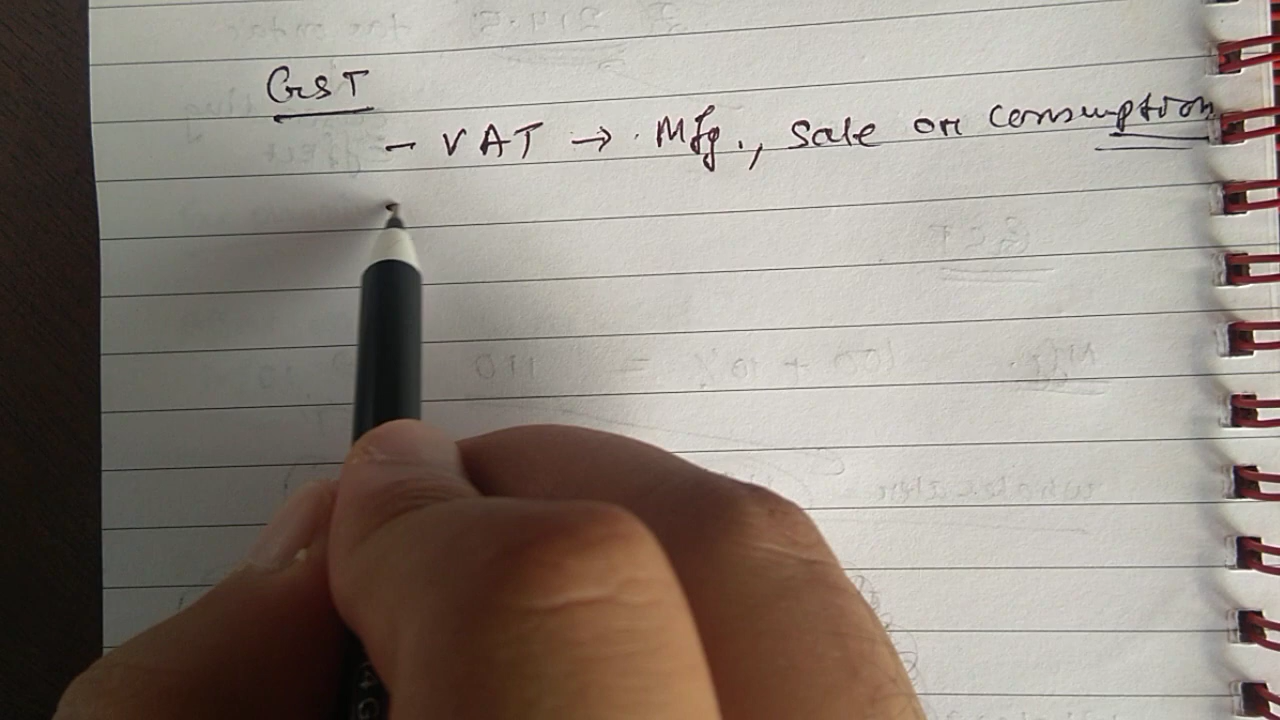 GST
- VAT → Mfg., Sale or consumption